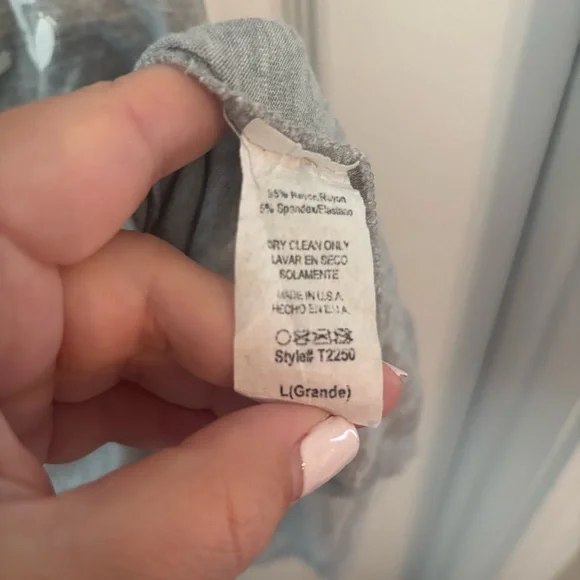 95% Rayon/Rayon
5% Spandex/Elastano
DRY CLEAN ONLY
LAVAR EN SECO
SOLAMENTE
MADE IN U.S.A.
HECHO EN E.U.A.
Style# T2250
L(Grande)